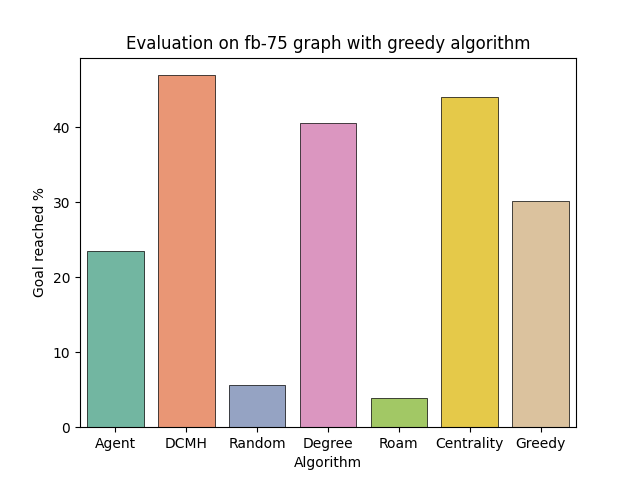 Evaluation on fb-75 graph with greedy algorithm
Goal reached %
40
30
20
10
0
Agent DCMH Random Degree Roam Centrality Greedy
Algorithm